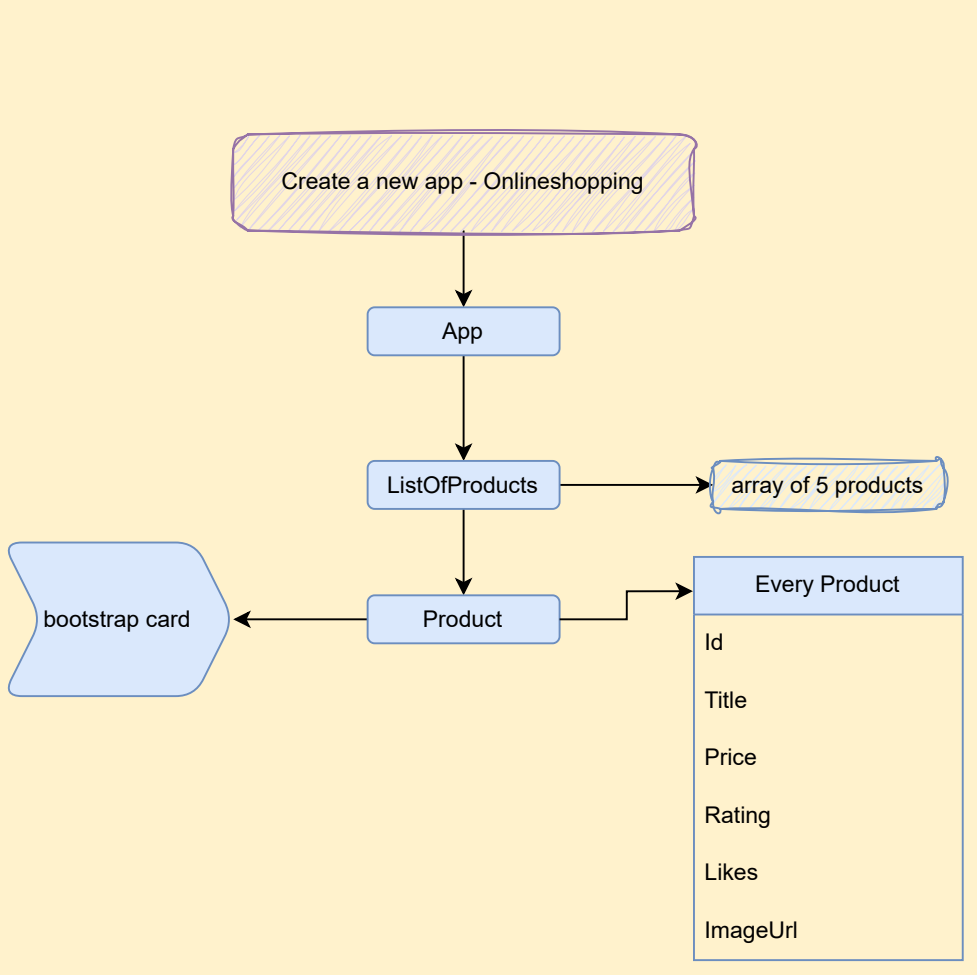 Create a new app - Onlineshopping
App
ListOfProducts
array of 5 products
bootstrap card
Product
Every Product
Id
Title
Price
Rating
Likes
ImageUrl